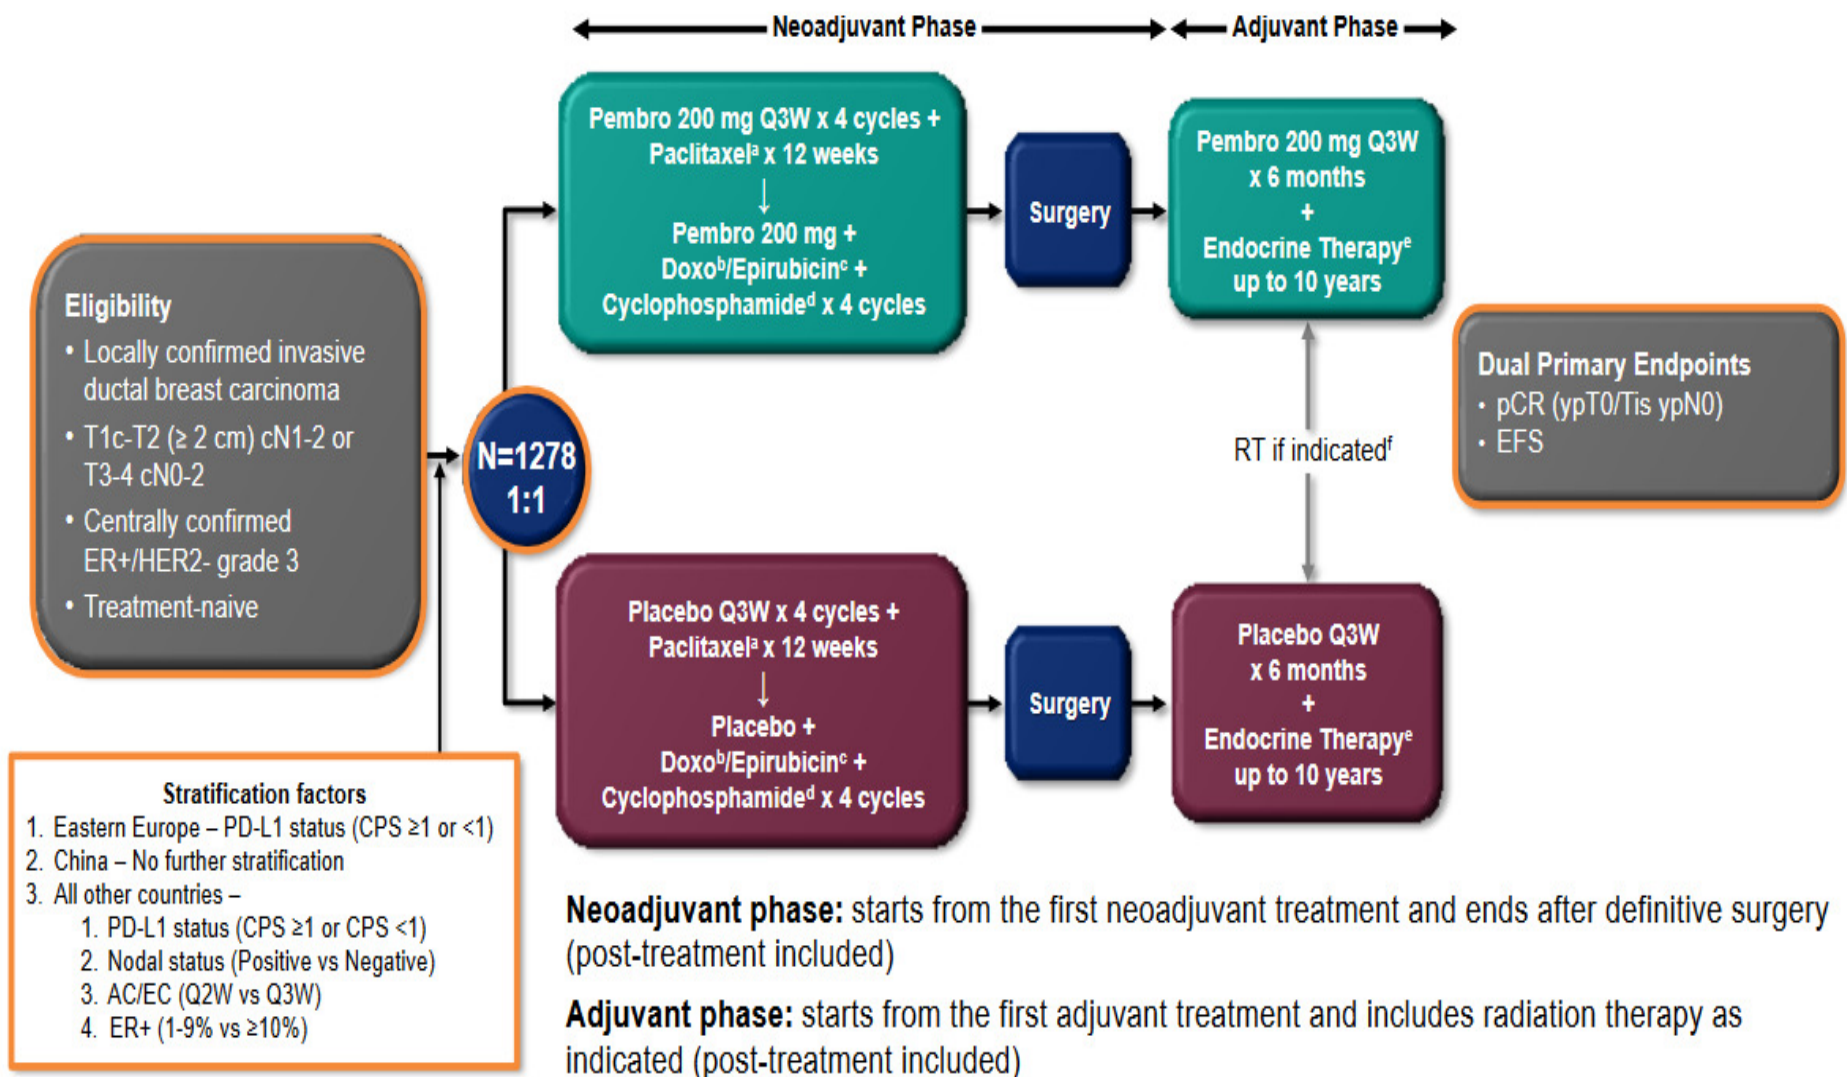 Neoadjuvant Phase
Adjuvant Phase
Eligibility
• Locally confirmed invasive
ductal breast carcinoma
• T1c-T2 (≥ 2 cm) cN1-2 or
T3-4 cN0-2
• Centrally confirmed
ER+/HER2- grade 3
• Treatment-naive
N=1278
1:1
Pembro 200 mg Q3W x 4 cycles +
Paclitaxelᵃ x 12 weeks
↓
Pembro 200 mg +
Doxoᵇ/Epirubicinᶜ +
Cyclophosphamideᵈ x 4 cycles
Surgery
Pembro 200 mg Q3W
x 6 months
+
Endocrine Therapyᵉ
up to 10 years
RT if indicatedᶠ
Dual Primary Endpoints
• pCR (ypT0/Tis ypN0)
• EFS
Placebo Q3W x 4 cycles +
Paclitaxelᵃ x 12 weeks
↓
Placebo +
Doxoᵇ/Epirubicinᶜ +
Cyclophosphamideᵈ x 4 cycles
Surgery
Placebo Q3W
x 6 months
+
Endocrine Therapyᵉ
up to 10 years
Stratification factors
1. Eastern Europe – PD-L1 status (CPS ≥1 or <1)
2. China – No further stratification
3. All other countries –
1. PD-L1 status (CPS ≥1 or CPS <1)
2. Nodal status (Positive vs Negative)
3. AC/EC (Q2W vs Q3W)
4. ER+ (1-9% vs ≥10%)
Neoadjuvant phase: starts from the first neoadjuvant treatment and ends after definitive surgery
(post-treatment included)
Adjuvant phase: starts from the first adjuvant treatment and includes radiation therapy as
indicated (post-treatment included)